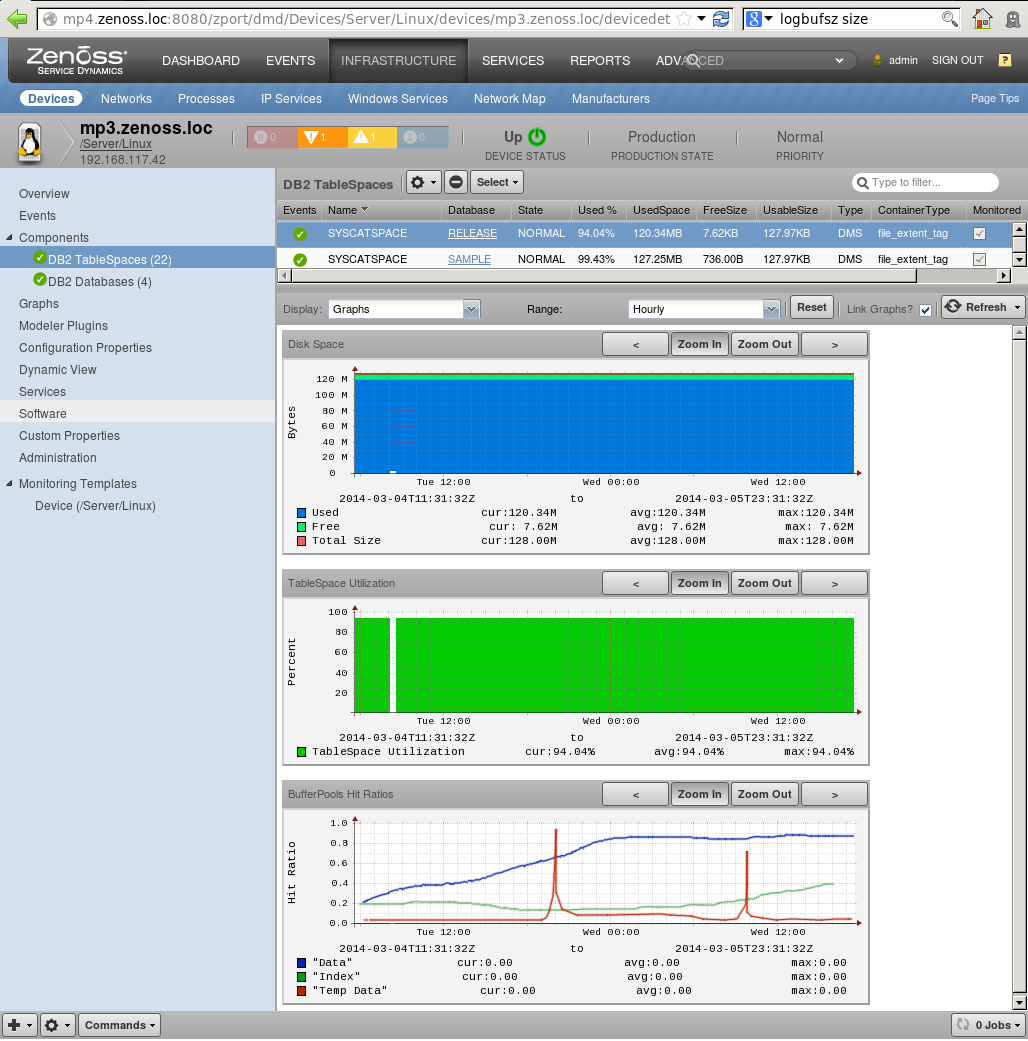 mp4.zenoss.loc:8080/zport/dmd/Devices/Server/Linux/devices/mp3.zenoss.loc/devicedet
logbufsz size
Zenoss
SERVICE DYNAMICS
DASHBOARD EVENTS INFRASTRUCTURE SERVICES REPORTS ADVANCED
admin SIGN OUT ?
Devices Networks Processes IP Services Windows Services Network Map Manufacturers Page Tips
mp3.zenoss.loc
/Server/Linux
192.168.117.42
0 1 1 0
Up
DEVICE STATUS
Production
PRODUCTION STATE
Normal
PRIORITY
Overview
Events
Components
DB2 TableSpaces (22)
DB2 Databases (4)
Graphs
Modeler Plugins
Configuration Properties
Dynamic View
Services
Software
Custom Properties
Administration
Monitoring Templates
Device (/Server/Linux)
DB2 TableSpaces Select Type to filter...
Events Name Database State Used % UsedSpace FreeSize UsableSize Type ContainerType Monitored
SYSCATSPACE RELEASE NORMAL 94.04% 120.34MB 7.62KB 127.97KB DMS file_extent_tag
SYSCATSPACE SAMPLE NORMAL 99.43% 127.25MB 736.00B 127.97KB DMS file_extent_tag
Display: Graphs Range: Hourly Reset Link Graphs? Refresh
Disk Space < Zoom In Zoom Out >
Bytes
120 M
100 M
80 M
60 M
40 M
20 M
0
Tue 12:00 Wed 00:00 Wed 12:00
2014-03-04T11:31:32Z to 2014-03-05T23:31:32Z
Used cur:120.34M avg:120.34M max:120.34M
Free cur: 7.62M avg: 7.62M max: 7.62M
Total Size cur:128.00M avg:128.00M max:128.00M
TableSpace Utilization < Zoom In Zoom Out >
Percent
100
80
60
40
20
Tue 12:00 Wed 00:00 Wed 12:00
2014-03-04T11:31:32Z to 2014-03-05T23:31:32Z
TableSpace Utilization cur:94.04% avg:94.04% max:94.04%
BufferPools Hit Ratios < Zoom In Zoom Out >
Hit Ratio
1.0
0.8
0.6
0.4
0.2
0.0
Tue 12:00 Wed 00:00 Wed 12:00
2014-03-04T11:31:32Z to 2014-03-05T23:31:32Z
"Data" cur:0.00 avg:0.00 max:0.00
"Index" cur:0.00 avg:0.00 max:0.00
"Temp Data" cur:0.00 avg:0.00 max:0.00
Commands 0 Jobs